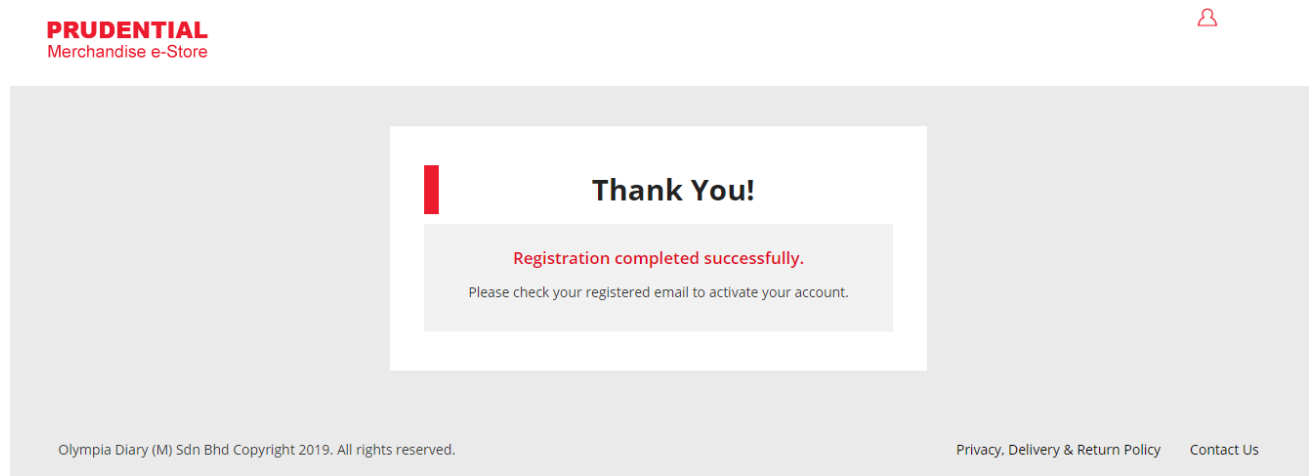 PRUDENTIAL
Merchandise e-Store
Thank You!
Registration completed successfully.
Please check your registered email to activate your account.
Olympia Diary (M) Sdn Bhd Copyright 2019. All rights reserved.
Privacy, Delivery & Return Policy
Contact Us